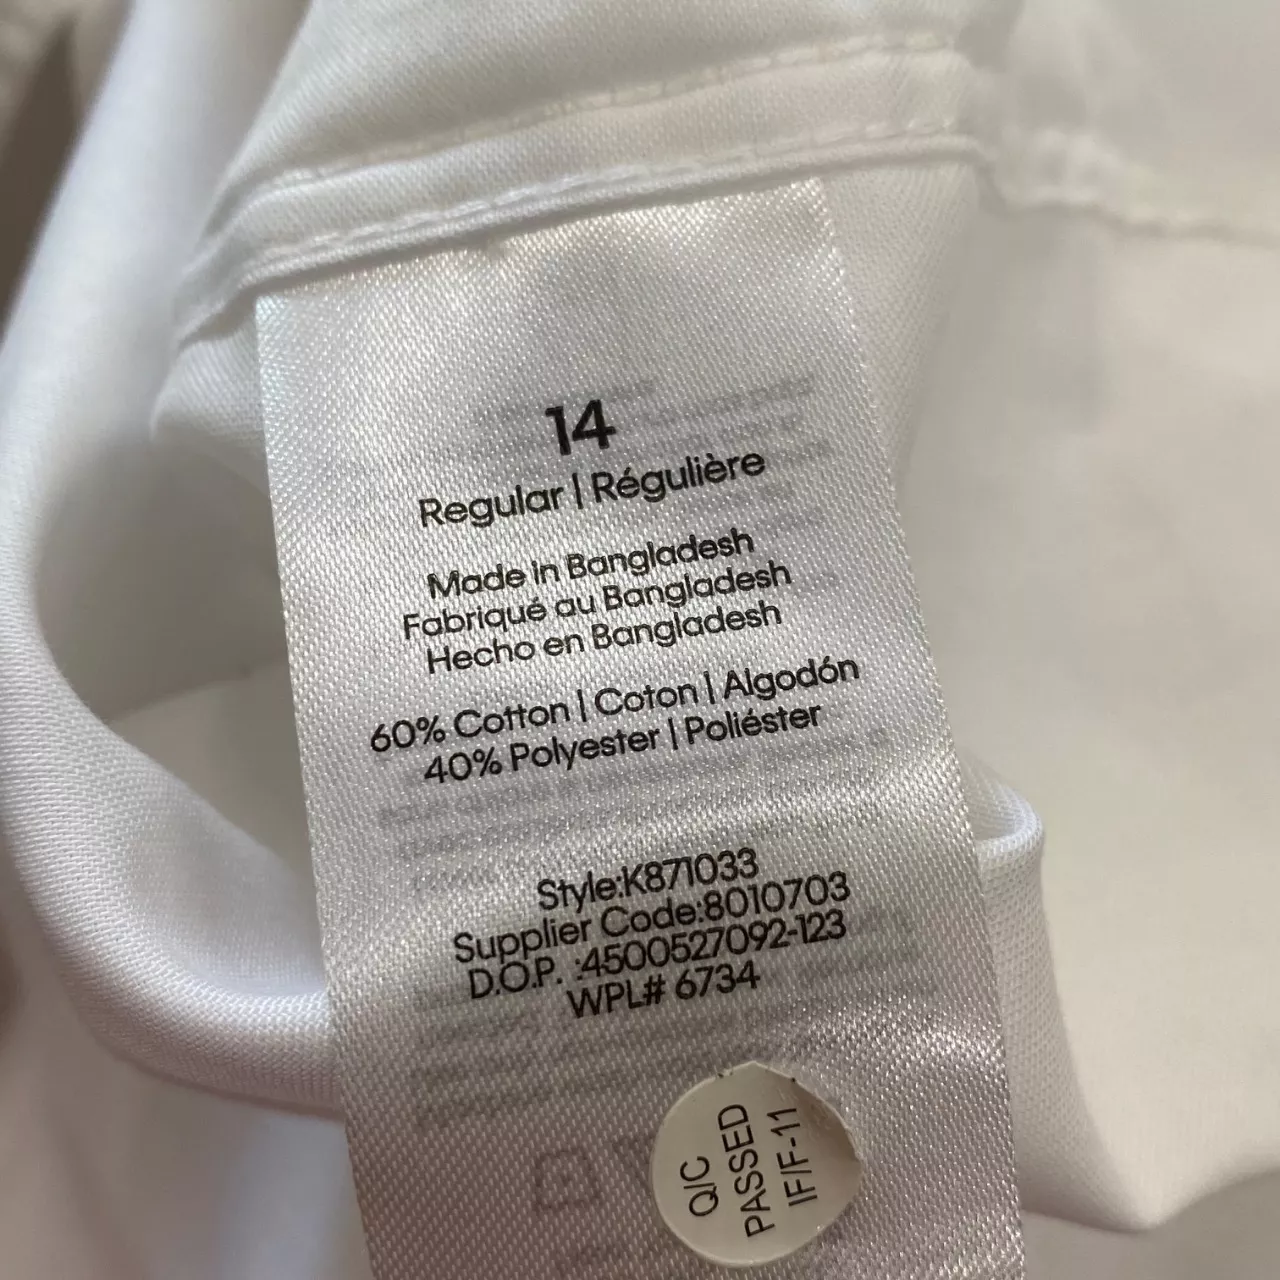 14
Regular | Régulière
Made in Bangladesh
Fabriqué au Bangladesh
Hecho en Bangladesh
60% Cotton | Coton | Algodón
40% Polyester | Poliéster
Style:K871033
Supplier Code:8010703
D.O.P. :4500527092-123
WPL# 6734
Q/C
PASSED
IF/F-11